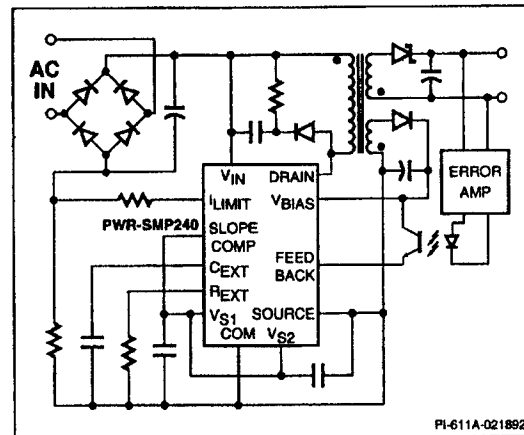 AC
IN
VIN
DRAIN
ILIMIT
VBIAS
PWR-SMP240
SLOPE
COMP
ERROR
AMP
CEXT
FEED
BACK
REXT
VS1
SOURCE
COM
VS2
PI-611A-021892